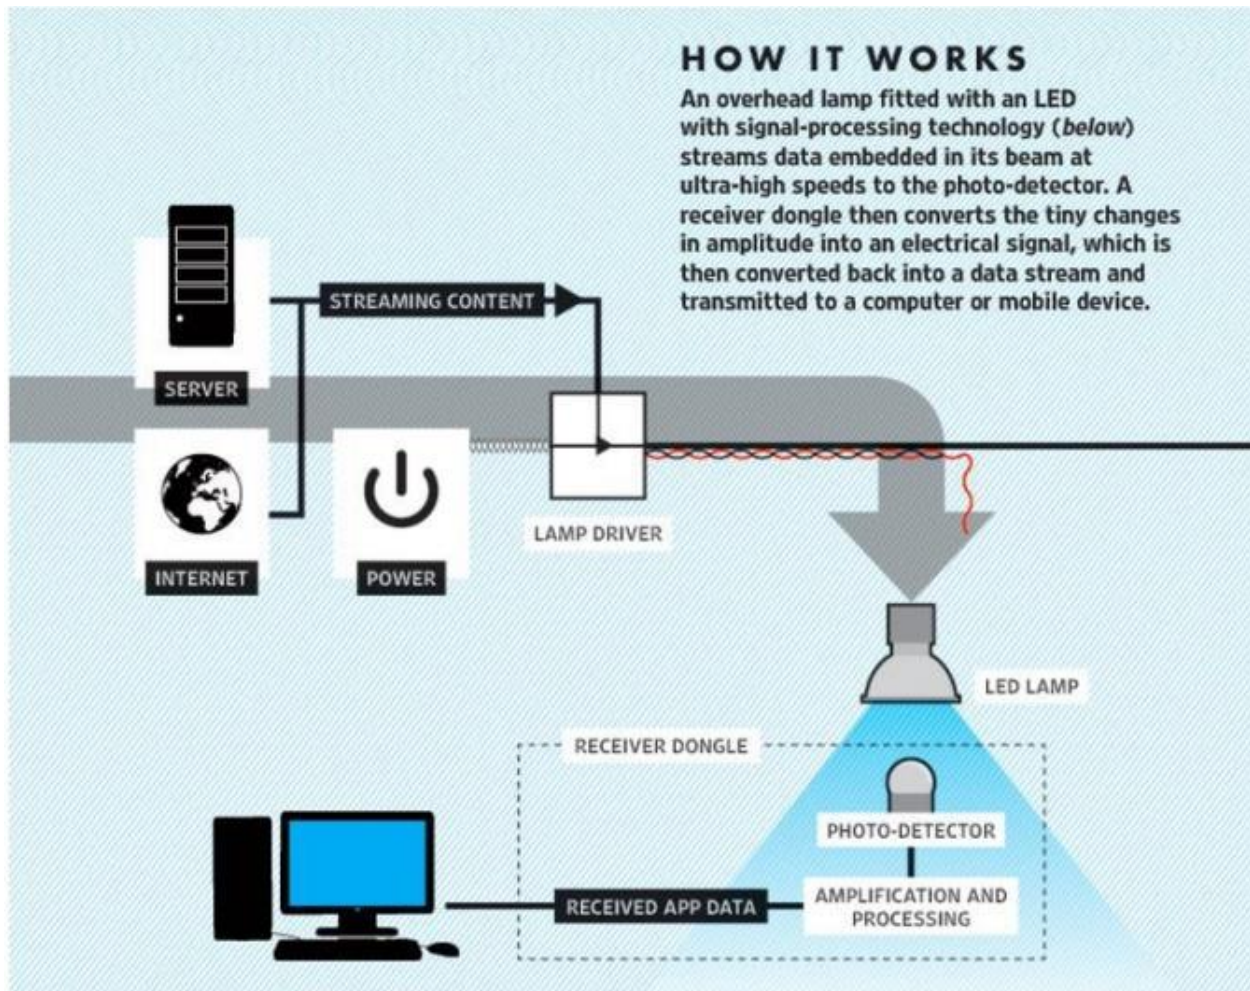 HOW IT WORKS
An overhead lamp fitted with an LED
with signal-processing technology (below)
streams data embedded in its beam at
ultra-high speeds to the photo-detector. A
receiver dongle then converts the tiny changes
in amplitude into an electrical signal, which is
then converted back into a data stream and
transmitted to a computer or mobile device.
STREAMING CONTENT
SERVER
INTERNET
POWER
LAMP DRIVER
LED LAMP
RECEIVER DONGLE
PHOTO-DETECTOR
RECEIVED APP DATA
AMPLIFICATION AND
PROCESSING